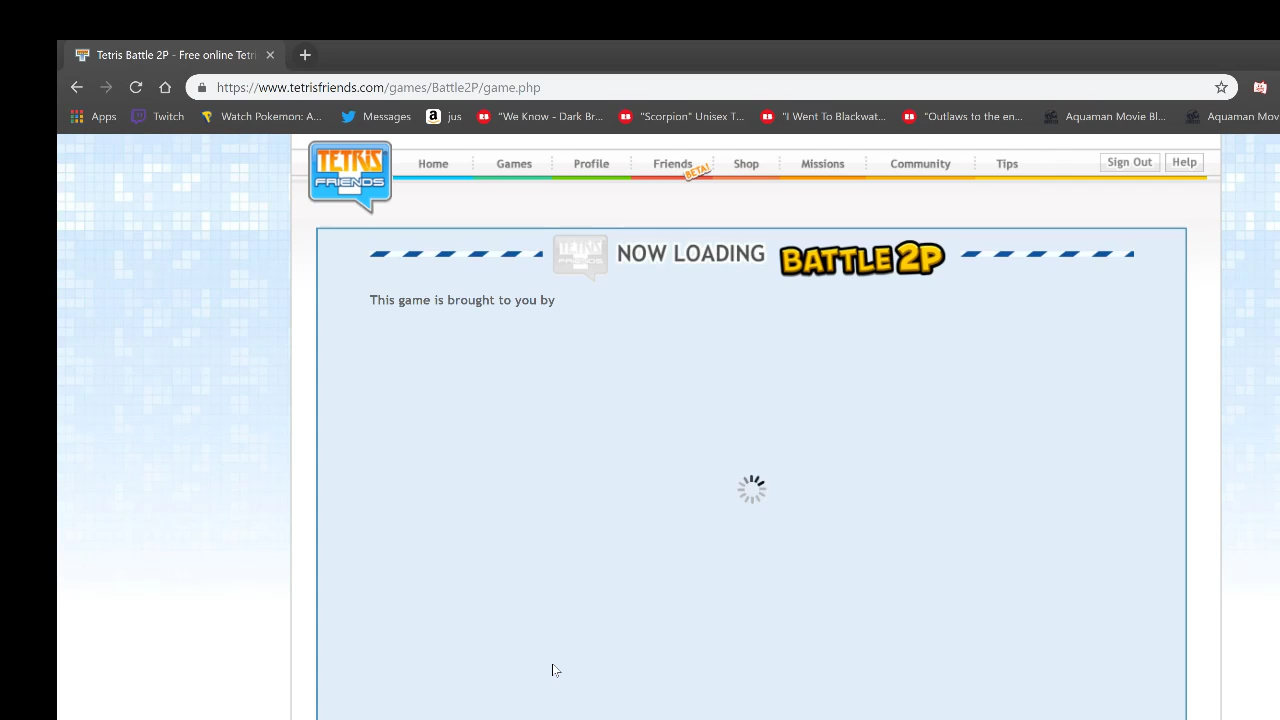 Tetris Battle 2P - Free online Tetri
https://www.tetrisfriends.com/games/Battle2P/game.php
Apps Twitch Watch Pokemon: A... Messages jus "We Know - Dark Br... "Scorpion" Unisex T... "I Went To Blackwat... "Outlaws to the en... Aquaman Movie Bl... Aquaman Mov
TETRIS FRIENDS
Home Games Profile Friends BETA! Shop Missions Community Tips Sign Out Help
TETRIS FRIENDS NOW LOADING BATTLE 2P
This game is brought to you by